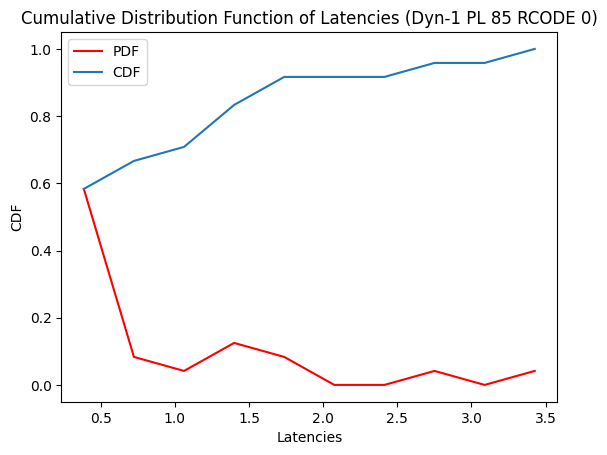 Cumulative Distribution Function of Latencies (Dyn-1 PL 85 RCODE 0)
PDF
CDF
CDF
1.0
0.8
0.6
0.4
0.2
0.0
0.5 1.0 1.5 2.0 2.5 3.0 3.5
Latencies